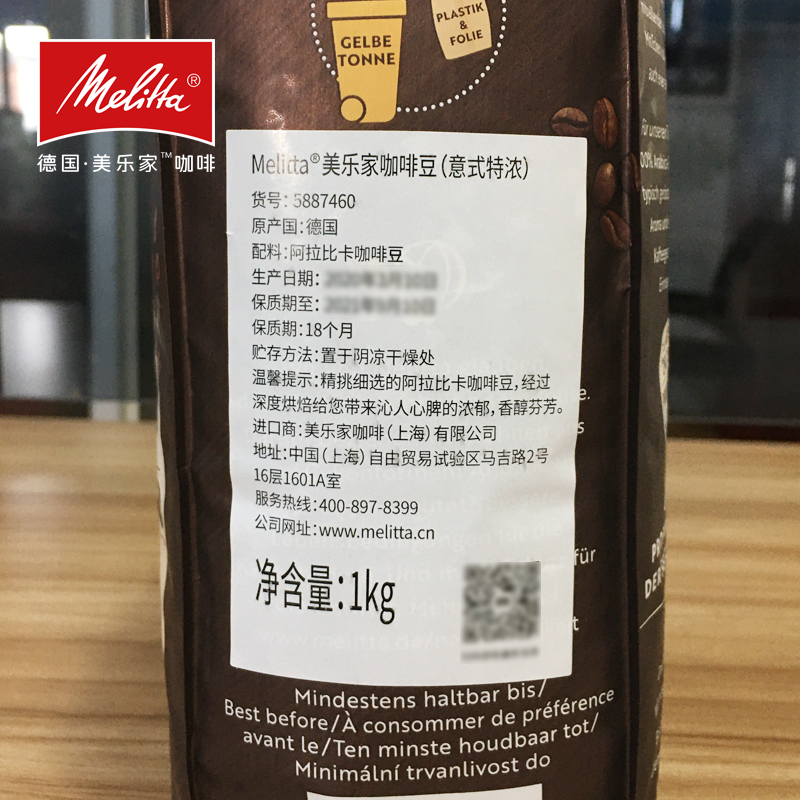 GELBE
TONNE
PLASTIK
&
FOLIE
Melitta®
德国·美乐家™咖啡
Melitta®美乐家咖啡豆(意式特浓)
货号:5887460
原产国:德国
配料:阿拉比卡咖啡豆
生产日期:
保质期至:
保质期:18个月
贮存方法:置于阴凉干燥处
温馨提示:精挑细选的阿拉比卡咖啡豆,经过
深度烘焙给您带来沁人心脾的浓郁,香醇芬芳。
进口商:美乐家咖啡(上海)有限公司
地址:中国(上海)自由贸易试验区马吉路2号
16层1601A室
服务热线:400-897-8399
公司网址:www.melitta.cn
净含量:1kg
für
Mindestens haltbar bis/
Best before/À consommer de préférence
avant le/Ten minste houdbaar tot/
Minimální trvanlivost do